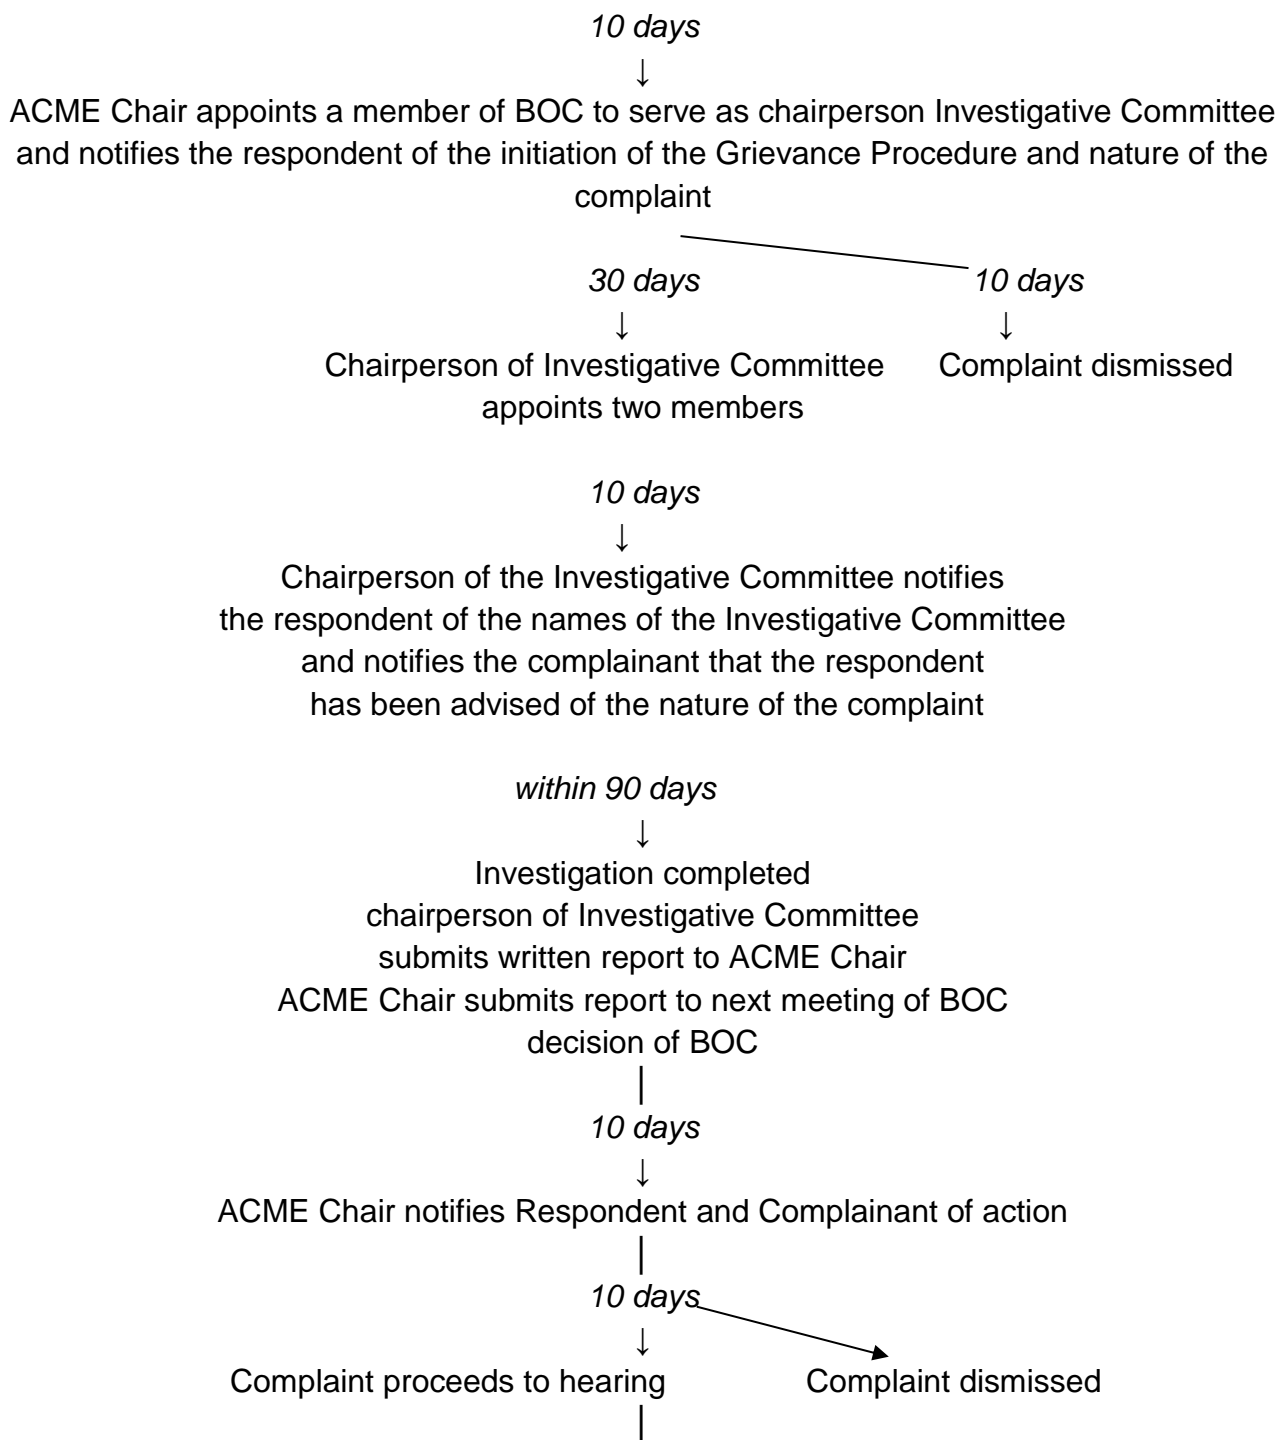 10 days
↓
ACME Chair appoints a member of BOC to serve as chairperson Investigative Committee
and notifies the respondent of the initiation of the Grievance Procedure and nature of the
complaint
30 days 10 days
↓ ↓
Chairperson of Investigative Committee Complaint dismissed
appoints two members
10 days
↓
Chairperson of the Investigative Committee notifies
the respondent of the names of the Investigative Committee
and notifies the complainant that the respondent
has been advised of the nature of the complaint
within 90 days
↓
Investigation completed
chairperson of Investigative Committee
submits written report to ACME Chair
ACME Chair submits report to next meeting of BOC
decision of BOC
|
10 days
↓
ACME Chair notifies Respondent and Complainant of action
|
10 days
↓
Complaint proceeds to hearing Complaint dismissed
|